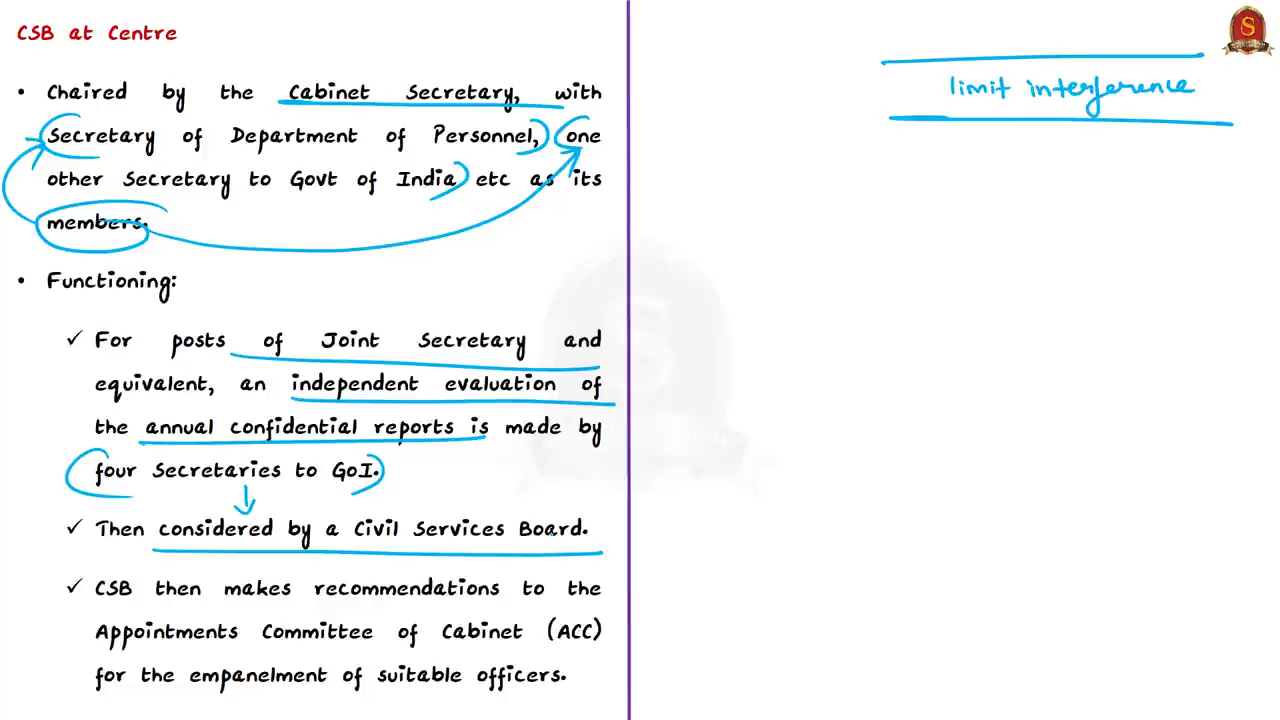 CSB at Centre
• Chaired by the Cabinet Secretary, with
Secretary of Department of Personnel, one
other Secretary to Govt of India etc as its
members.
• Functioning:
✓ For posts of Joint Secretary and
equivalent, an independent evaluation of
the annual confidential reports is made by
four Secretaries to GoI.
✓ Then considered by a Civil Services Board.
✓ CSB then makes recommendations to the
Appointments Committee of Cabinet (ACC)
for the empanelment of suitable officers.
limit interference
S